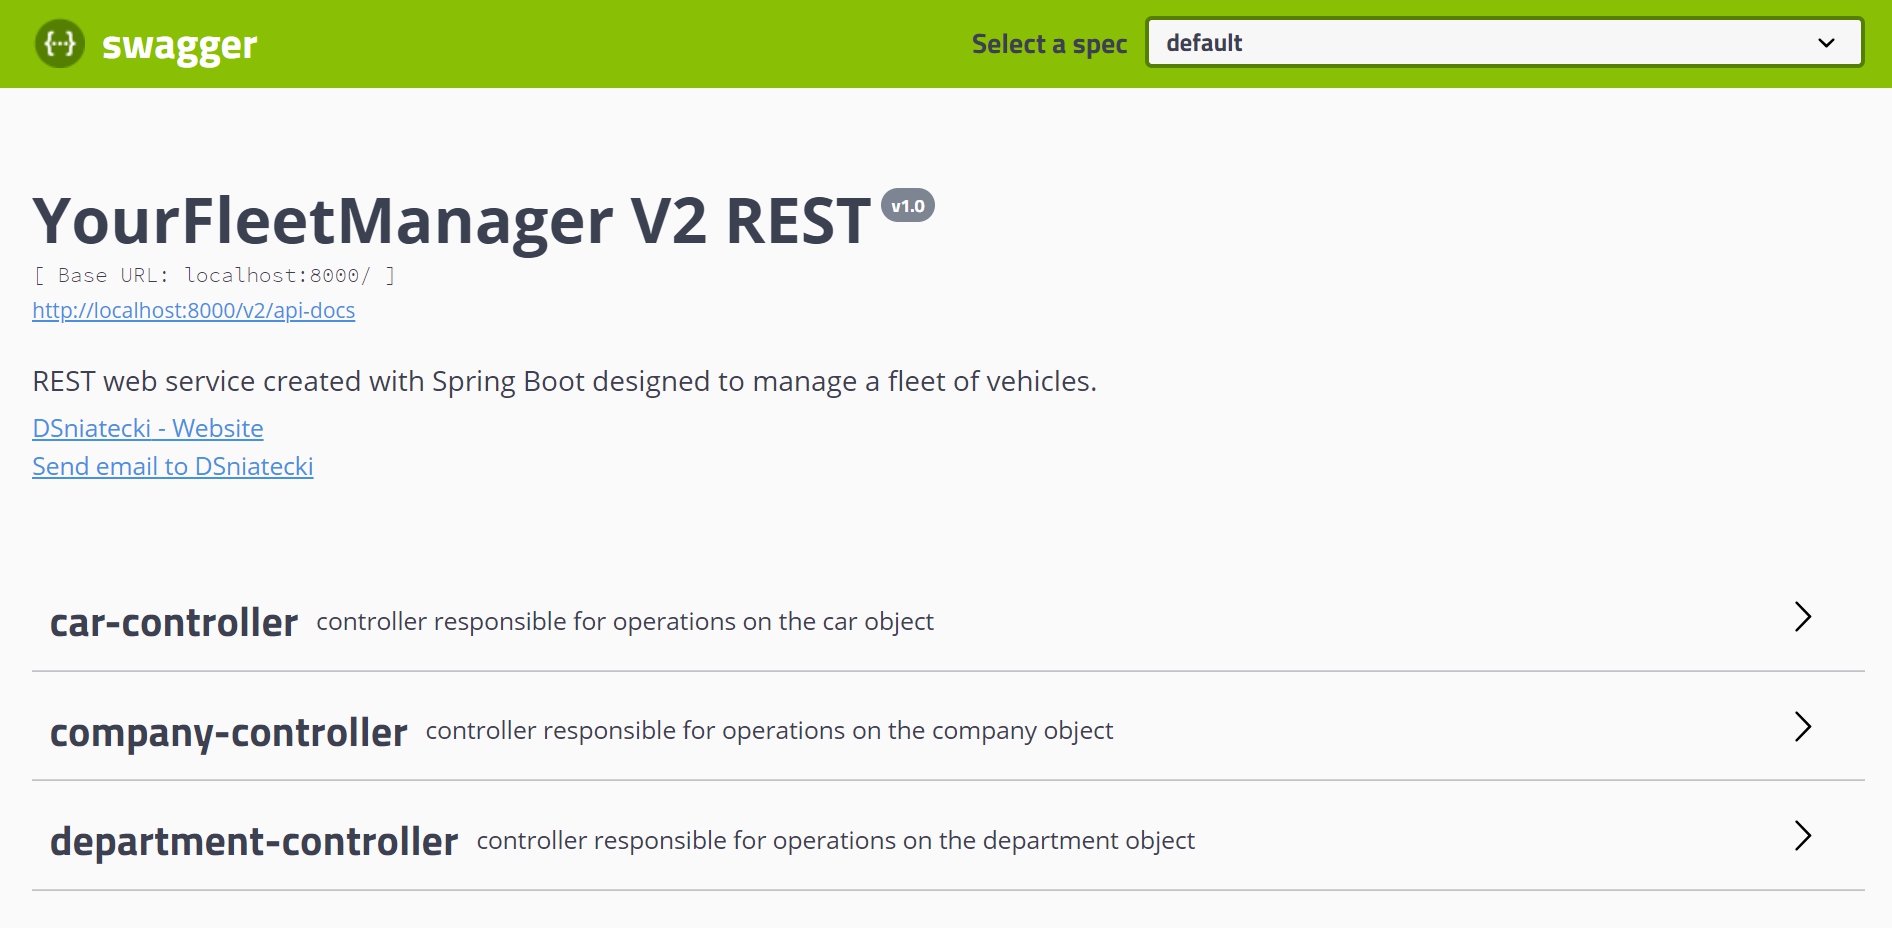 {···} swagger
Select a spec default
YourFleetManager V2 REST v1.0
[ Base URL: localhost:8000/ ]
http://localhost:8000/v2/api-docs
REST web service created with Spring Boot designed to manage a fleet of vehicles.
DSniatecki - Website
Send email to DSniatecki
car-controller controller responsible for operations on the car object
company-controller controller responsible for operations on the company object
department-controller controller responsible for operations on the department object